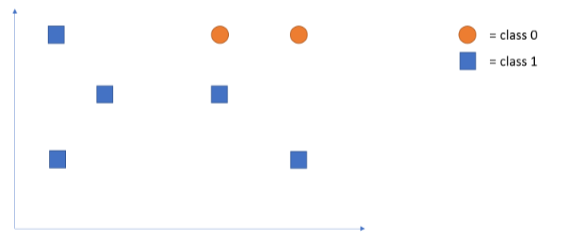 = class 0
= class 1